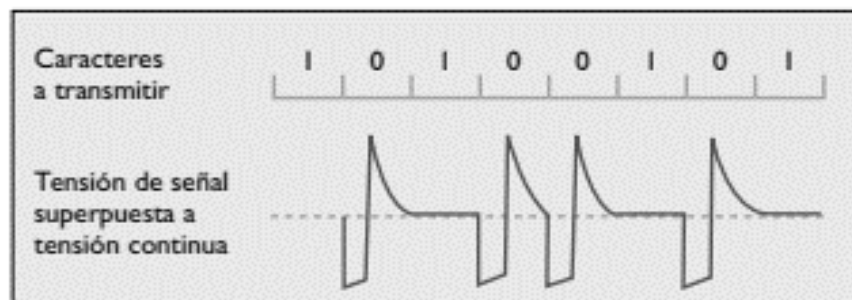 Caracteres
a transmitir
1 0 1 0 0 1 0 1
Tensión de señal
superpuesta a
tensión continua